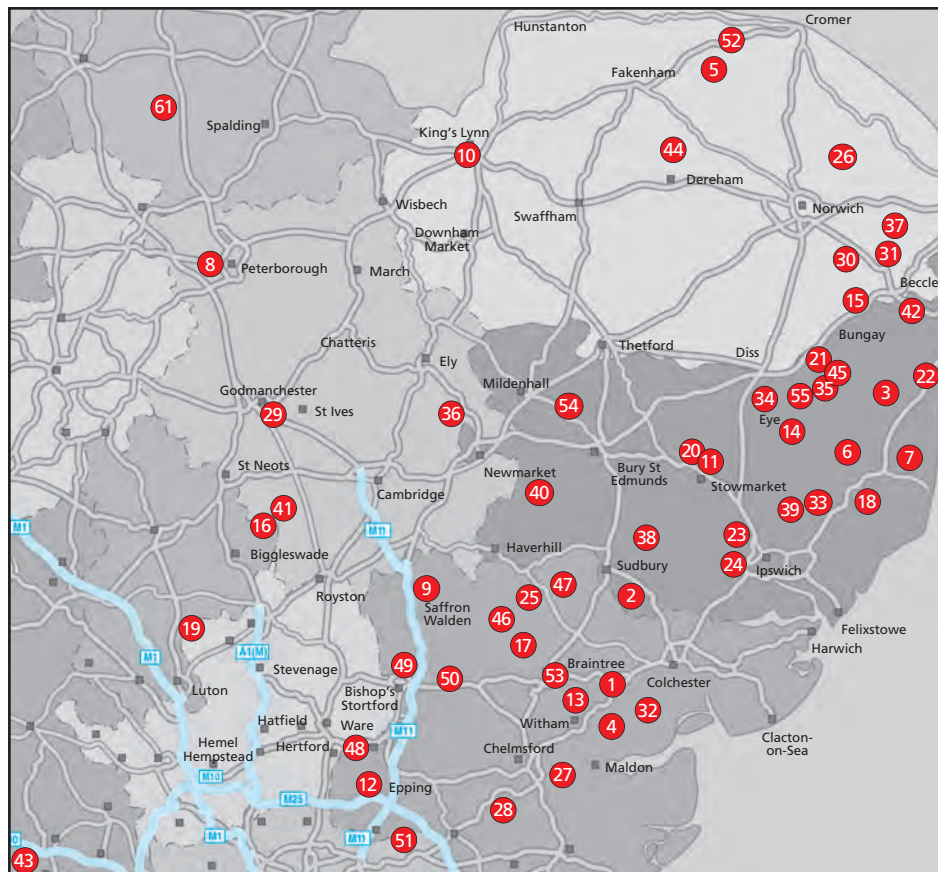 Cromer
Hunstanton
52
5
Fakenham
61
Spalding
King's Lynn
10
44
26
Dereham
Wisbech
Swaffham
Norwich
37
Downham
Market
30
31
8
Peterborough
March
Beccle
15
42
Bungay
Thetford
Chatteris
Diss
21
Ely
45
22
Mildenhall
35
3
Godmanchester
55
34
54
29
St Ives
36
Eye
14
20
6
7
11
Newmarket
Bury St
Edmunds
St Neots
Stowmarket
Cambridge
40
41
18
33
39
16
M1
M11
23
38
Biggleswade
Haverhill
24
Ipswich
Sudbury
47
9
Royston
25
2
Saffron
Walden
46
Felixstowe
19
17
Harwich
A1(M)
M1
49
Braintree
Stevenage
53
50
1
Colchester
Luton
Bishop's
Stortford
13
32
Hatfield
Ware
Witham
4
M11
Clacton-
on-Sea
Hemel
Hempstead
Hertford
48
Chelmsford
Maldon
27
M10
12
Epping
M25
28
M1
M11
51
0
43